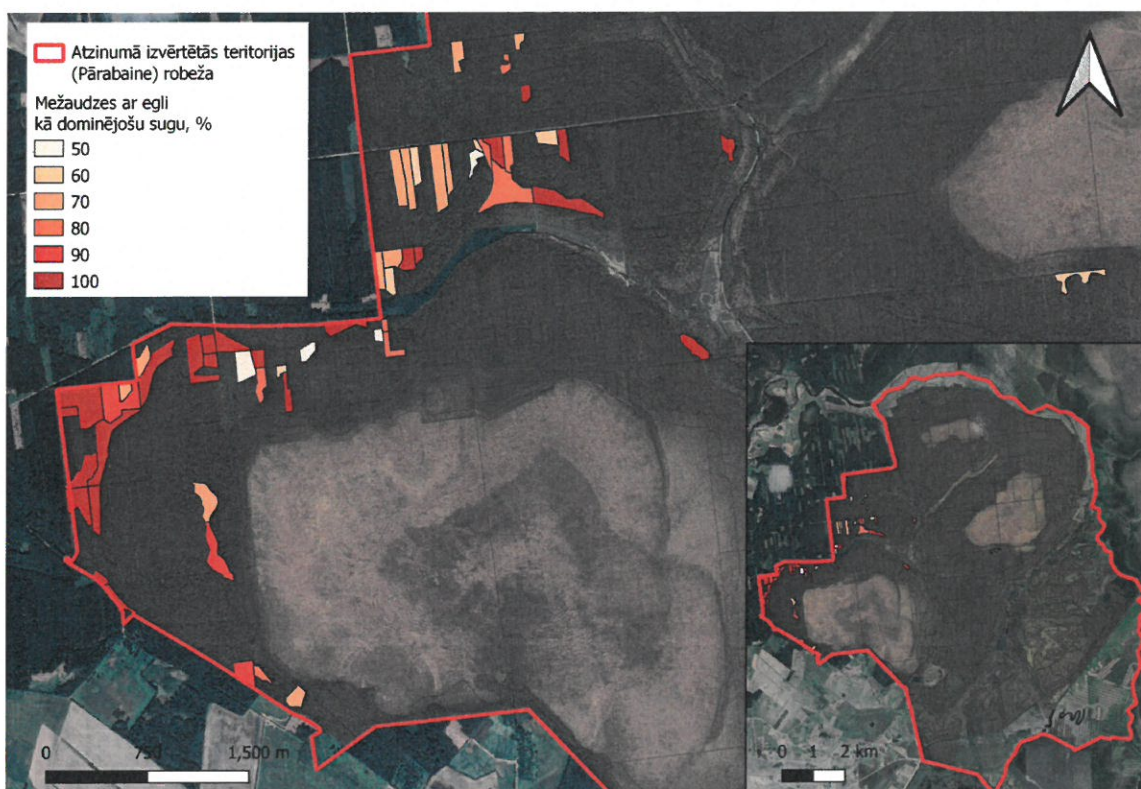 Atzinumā izvērtētās teritorijas
(Pārabaine) robeža
Mežaudzes ar egli
kā dominējošu sugu, %
50
60
70
80
90
100
0 750 1,500 m
0 1 2 km